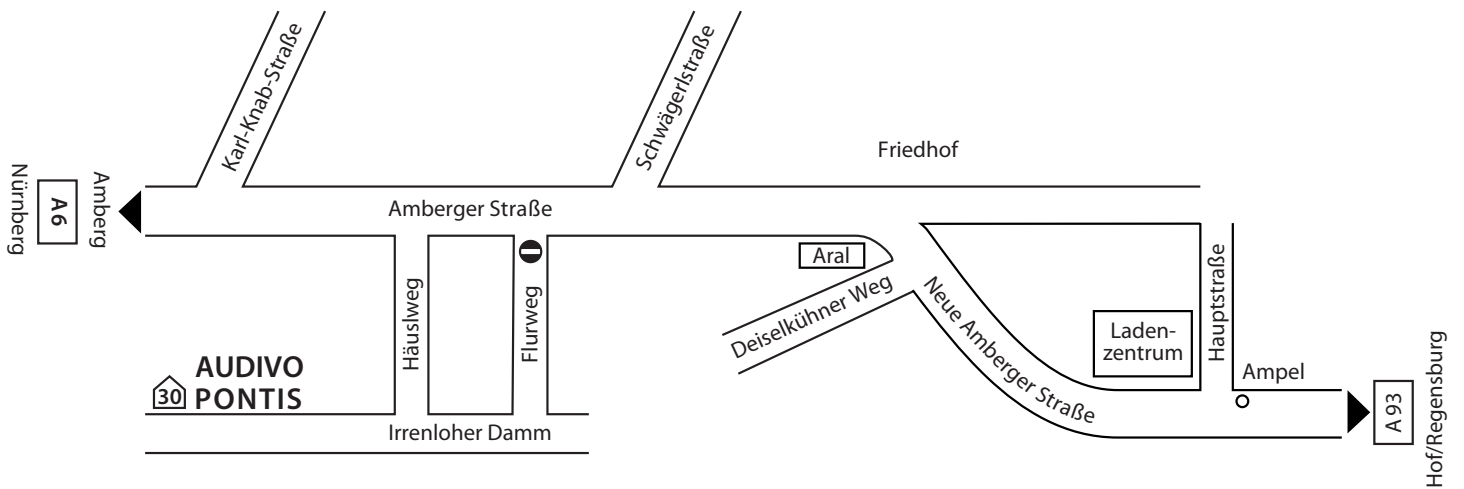 Karl-Knab-Straße
Schwägerlstraße
Friedhof
Nürnberg
A 6
Amberg
Amberger Straße
Aral
Häuslweg
Flurweg
Deiselkühner Weg
Neue Amberger Straße
Laden-
zentrum
Hauptstraße
Ampel
A 93
Hof/Regensburg
30
AUDIVO
PONTIS
Irrenloher Damm